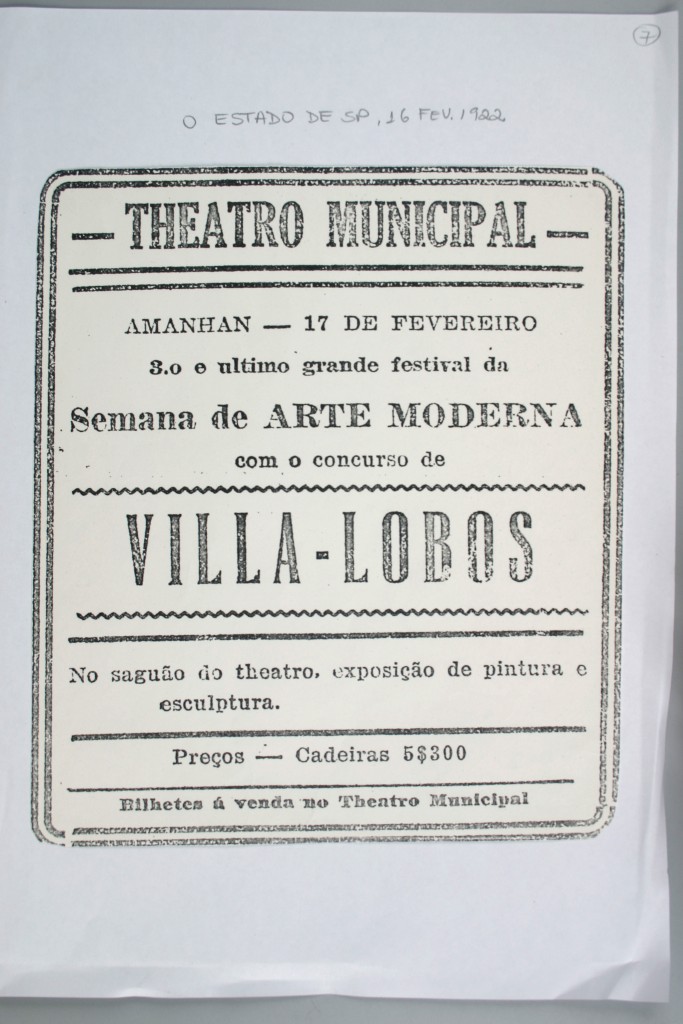 7
O ESTADO DE SP, 16 FEV. 1922
— THEATRO MUNICIPAL —
AMANHAN — 17 DE FEVEREIRO
3.o e ultimo grande festival da
Semana de ARTE MODERNA
com o concurso de
VILLA-LOBOS
No saguão do theatro, exposição de pintura e
esculptura.
Preços — Cadeiras 5$300
Bilhetes á venda no Theatro Municipal